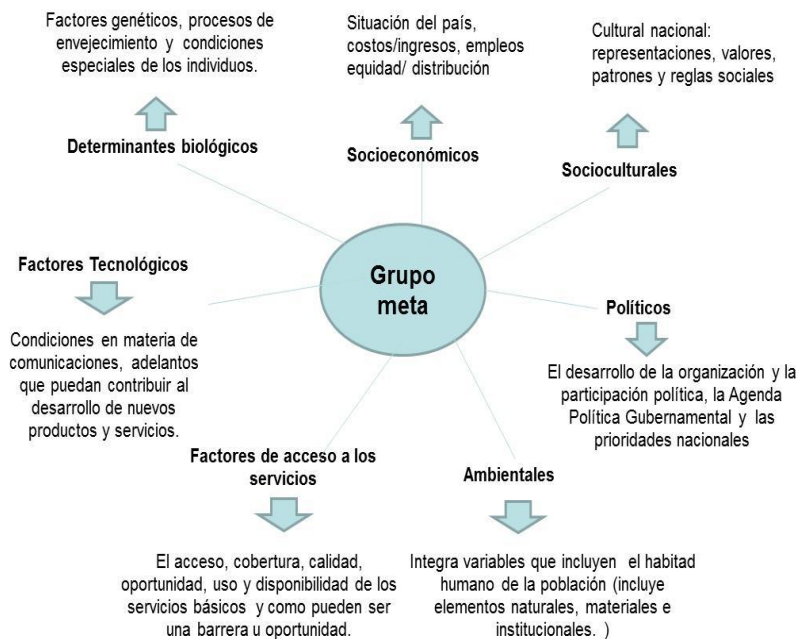 Factores genéticos, procesos de
envejecimiento y condiciones
especiales de los individuos.
Determinantes biológicos
Situación del país,
costos/ingresos, empleos
equidad/ distribución
Socioeconómicos
Cultural nacional:
representaciones, valores,
patrones y reglas sociales
Socioculturales
Grupo
meta
Factores Tecnológicos
Condiciones en materia de
comunicaciones, adelantos
que puedan contribuir al
desarrollo de nuevos
productos y servicios.
Políticos
El desarrollo de la organización y la
participación política, la Agenda
Política Gubernamental y las
prioridades nacionales
Factores de acceso a los
servicios
El acceso, cobertura, calidad,
oportunidad, uso y disponibilidad de los
servicios básicos y como pueden ser
una barrera u oportunidad.
Ambientales
Integra variables que incluyen el habitad
humano de la población (incluye
elementos naturales, materiales e
institucionales. )